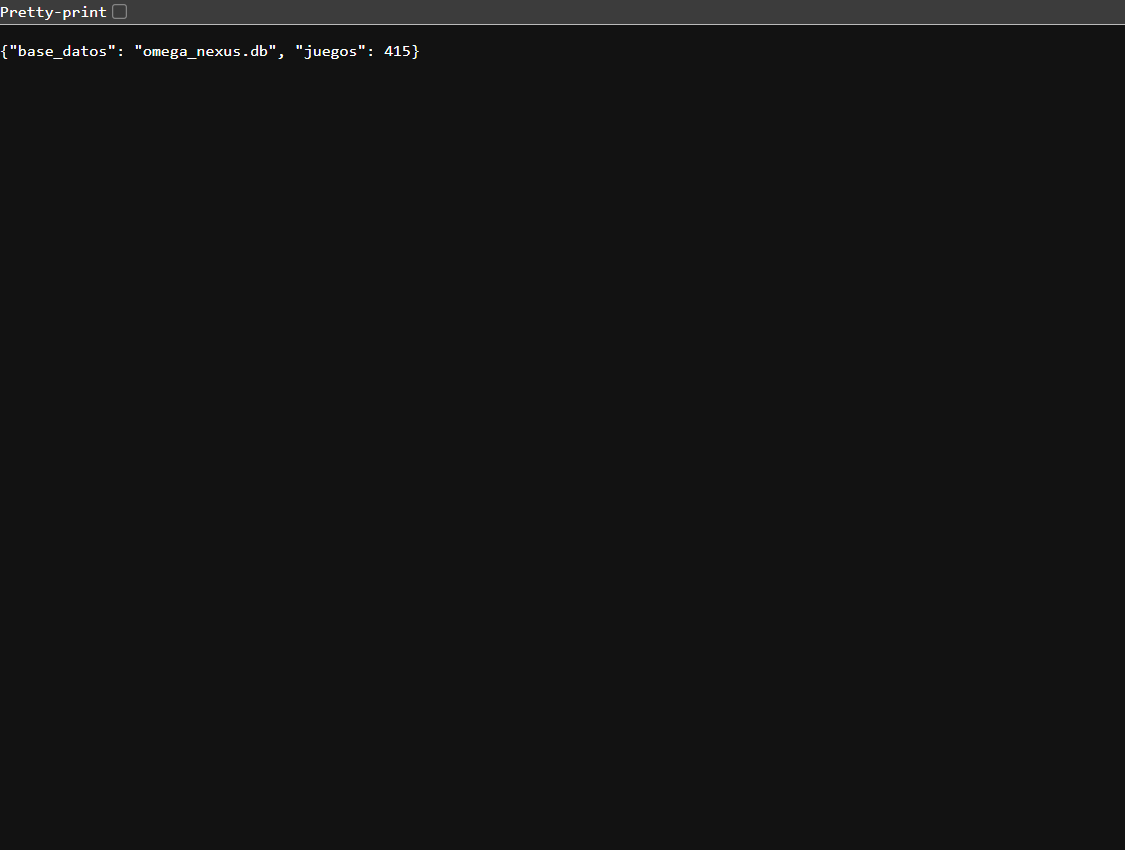 Pretty-print
{"base_datos": "omega_nexus.db", "juegos": 415}